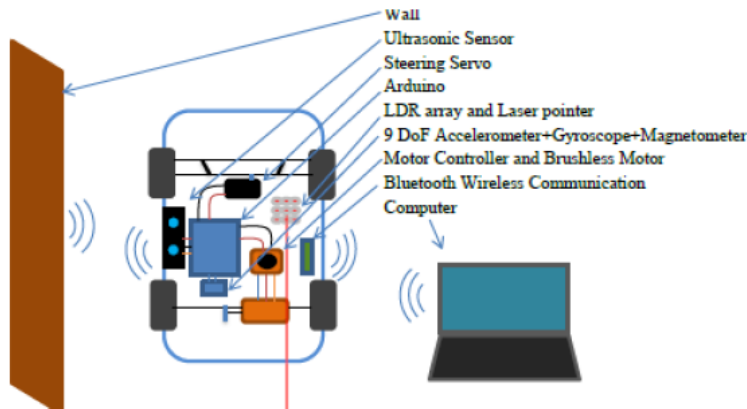 Wall
Ultrasonic Sensor
Steering Servo
Arduino
LDR array and Laser pointer
9 DoF Accelerometer+Gyroscope+Magnetometer
Motor Controller and Brushless Motor
Bluetooth Wireless Communication
Computer